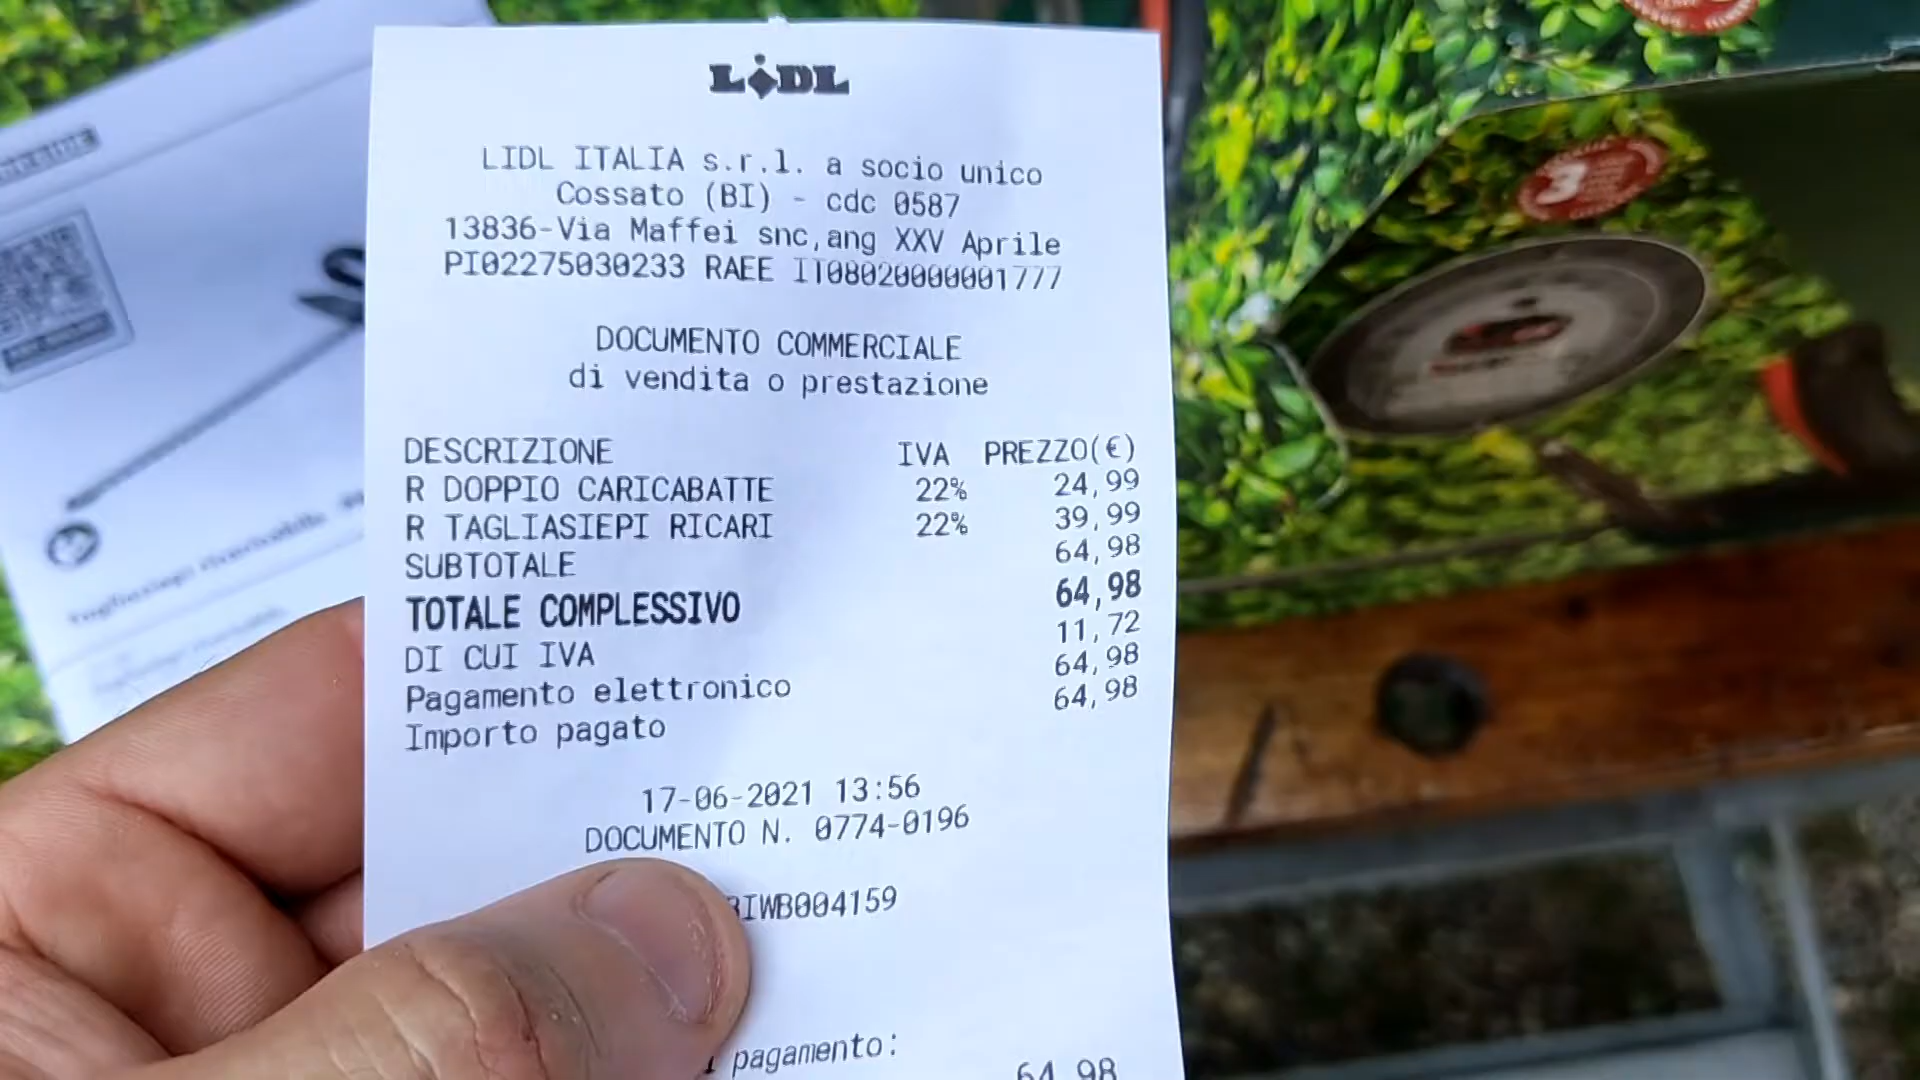 LIDL
LIDL ITALIA s.r.l. a socio unico
Cossato (BI) - cdc 0587
13836-Via Maffei snc,ang XXV Aprile
PI02275030233 RAEE IT08020000001777
DOCUMENTO COMMERCIALE
di vendita o prestazione
DESCRIZIONE IVA PREZZO(€)
R DOPPIO CARICABATTE 22% 24,99
R TAGLIASIEPI RICARI 22% 39,99
SUBTOTALE 64,98
TOTALE COMPLESSIVO 64,98
DI CUI IVA 11,72
Pagamento elettronico 64,98
Importo pagato 64,98
17-06-2021 13:56
DOCUMENTO N. 0774-0196
BIWB004159
pagamento:
64,98
3